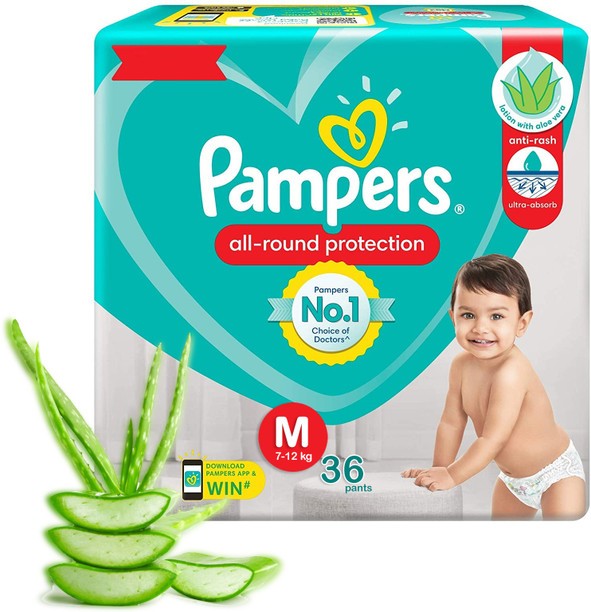 Pampers
lotion with aloe vera
anti-rash
ultra-absorb
Pampers®
all-round protection
Pampers
No.1
Choice of
Doctors^
M
7-12 kg
DOWNLOAD
PAMPERS APP &
WIN#
36
pants